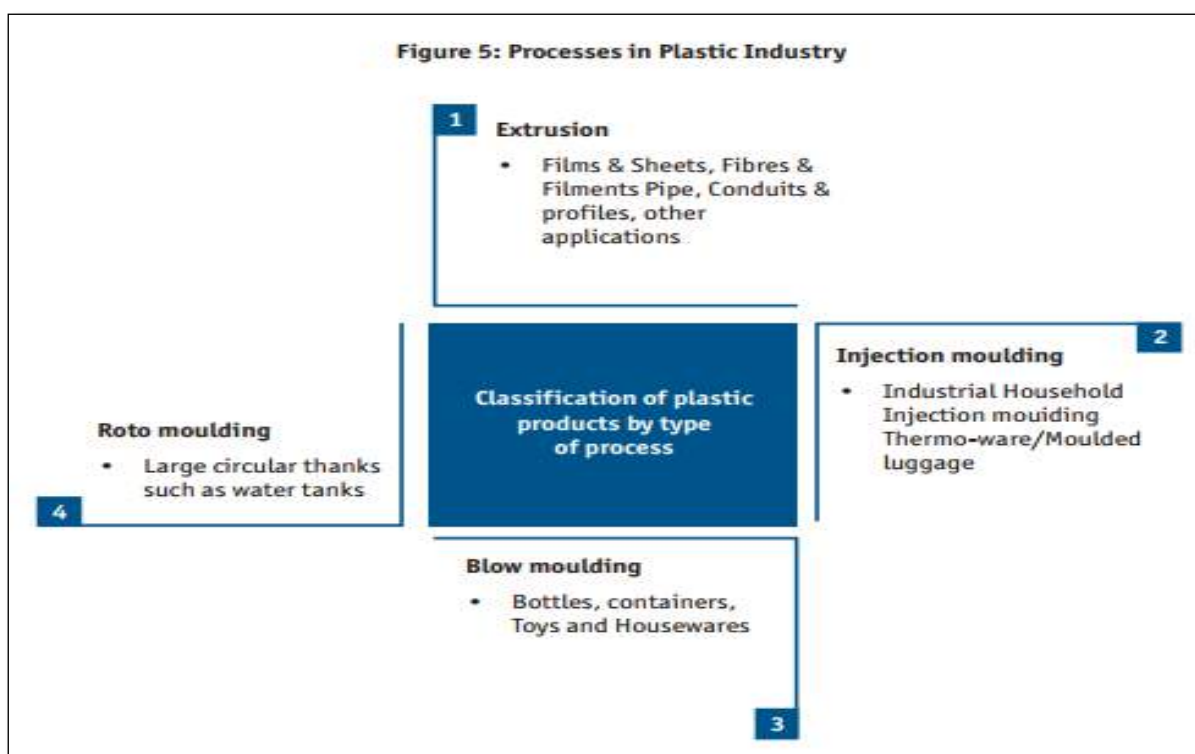 Figure 5: Processes in Plastic Industry
1
Extrusion
• Films & Sheets, Fibres &
Filments Pipe, Conduits &
profiles, other
applications
2
Injection moulding
• Industrial Household
Injection mouiding
Thermo-ware/Moulded
luggage
Classification of plastic
products by type
of process
Roto moulding
• Large circular thanks
such as water tanks
4
Blow moulding
• Bottles, containers,
Toys and Housewares
3